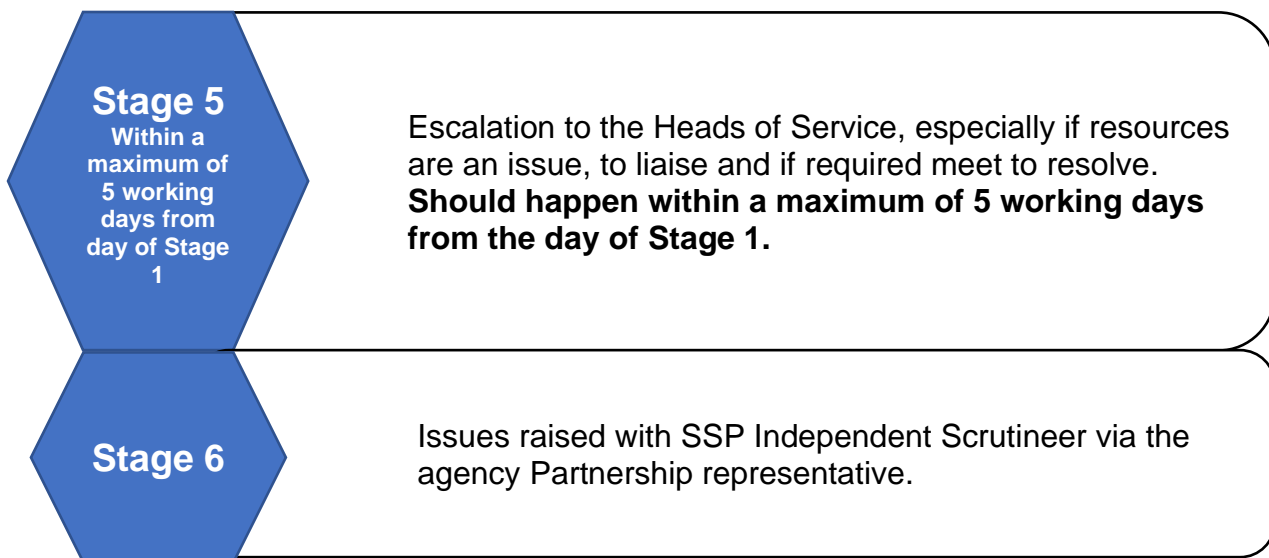 Stage 5
Within a
maximum of
5 working
days from
day of Stage
1
Escalation to the Heads of Service, especially if resources
are an issue, to liaise and if required meet to resolve.
Should happen within a maximum of 5 working days
from the day of Stage 1.
Stage 6
Issues raised with SSP Independent Scrutineer via the
agency Partnership representative.